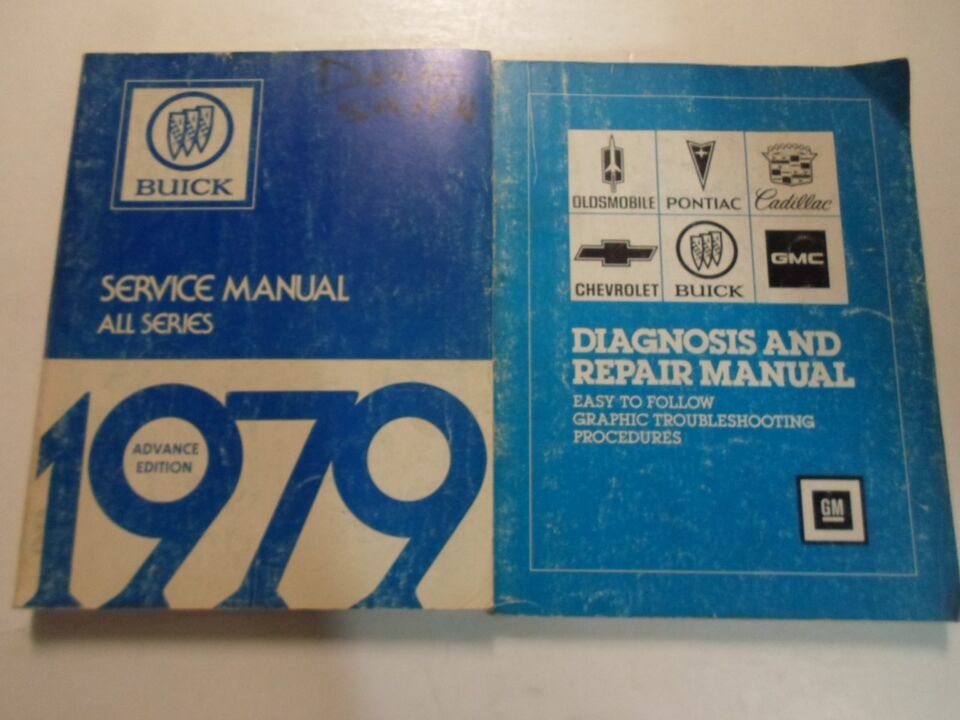 BUICK
SERVICE MANUAL
ALL SERIES
1979
ADVANCE
EDITION
OLDSMOBILE
PONTIAC
Cadillac
CHEVROLET
BUICK
GMC
DIAGNOSIS AND
REPAIR MANUAL
EASY TO FOLLOW
GRAPHIC TROUBLESHOOTING
PROCEDURES
GM